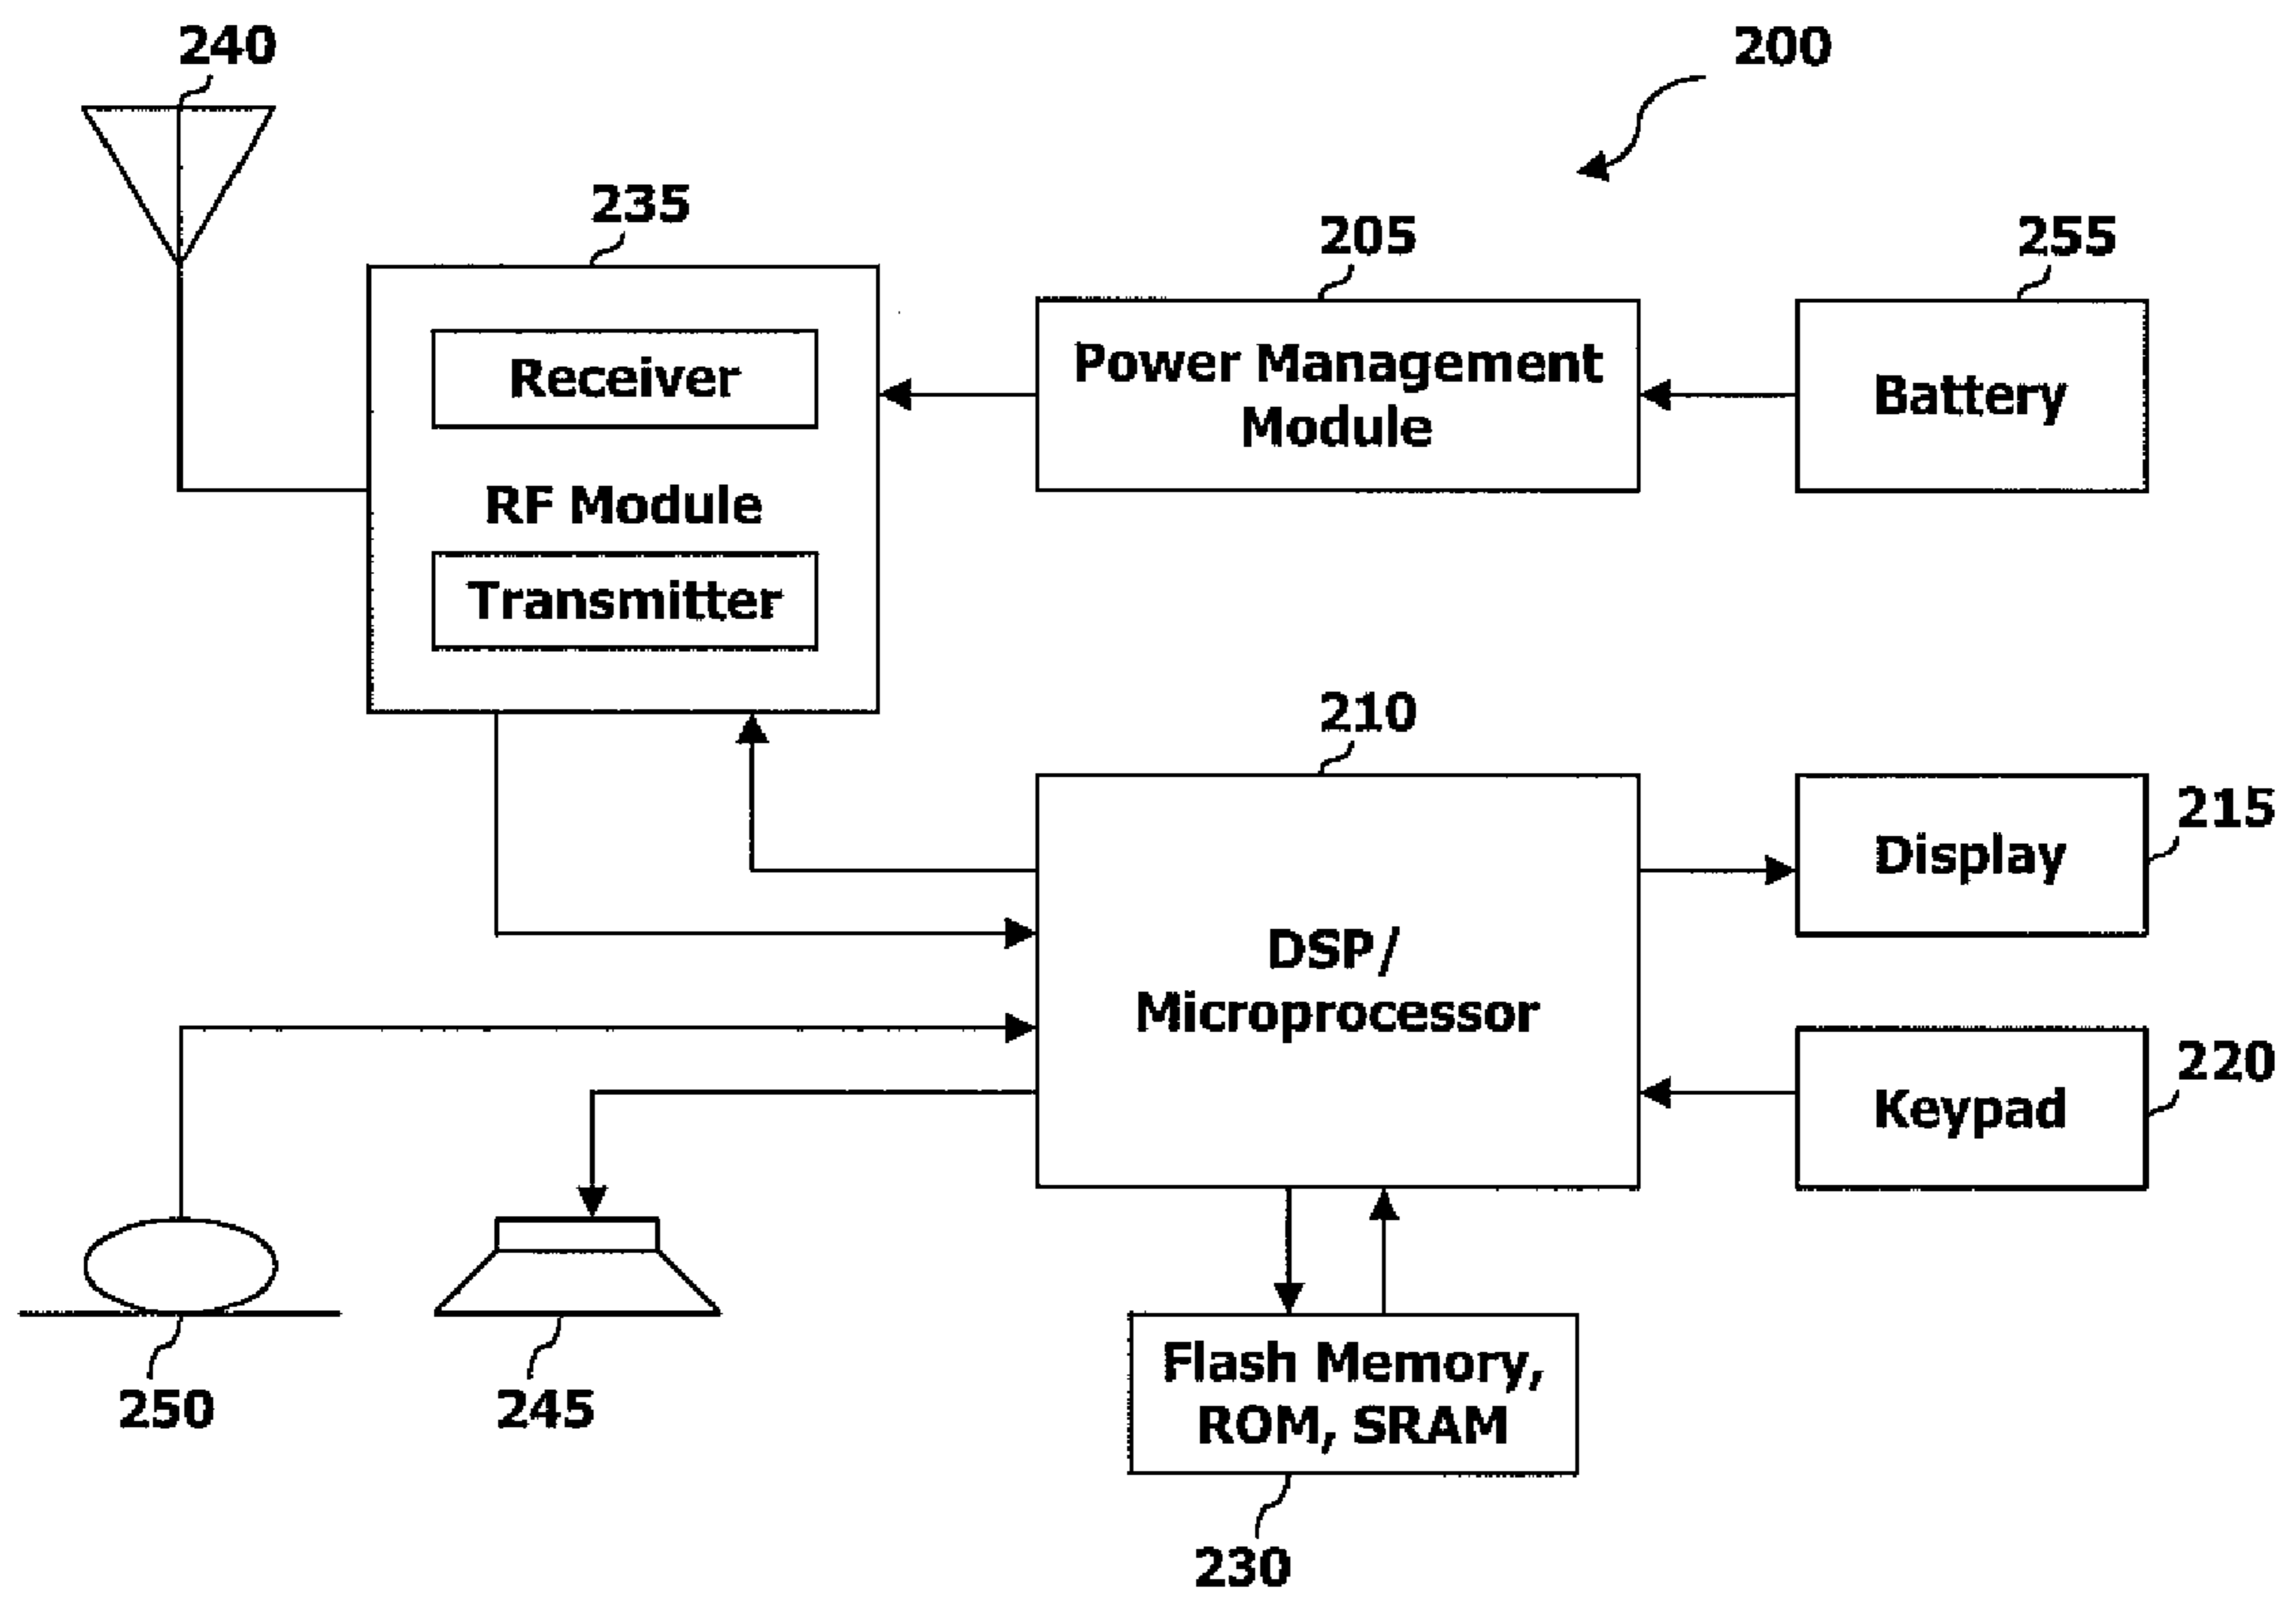 240
200
235
205
255
Receiver
Power Management
Module
Battery
RF Module
Transmitter
210
215
Display
DSP/
Microprocessor
220
Keypad
Flash Memory,
ROM, SRAM
250
245
230